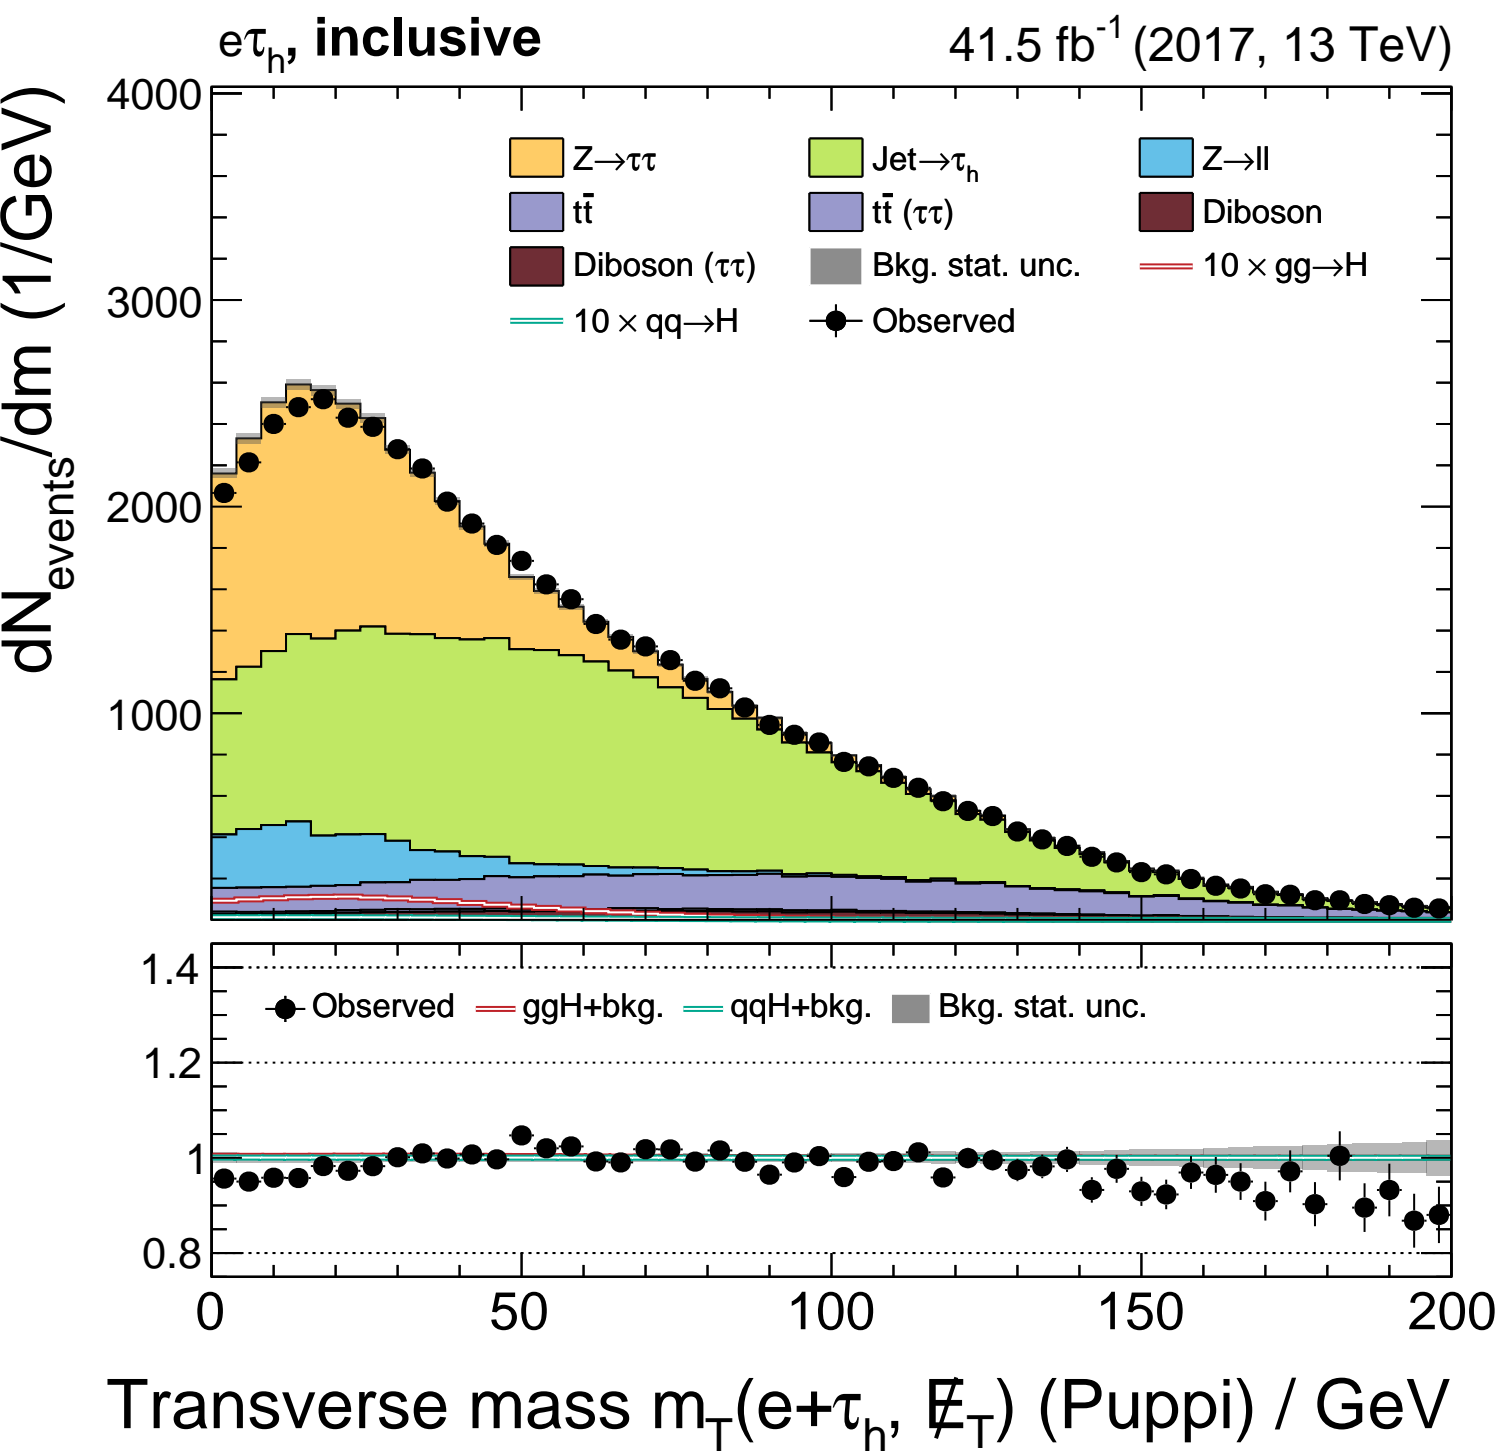 eτh, inclusive 41.5 fb-1 (2017, 13 TeV)
dNevents/dm (1/GeV)
4000
3000
2000
1000
Z→ττ Jet→τh Z→ll
tt̄ tt̄ (ττ) Diboson
Diboson (ττ) Bkg. stat. unc. 10 × gg→H
10 × qq→H Observed
1.4
1.2
1
0.8
Observed ggH+bkg. qqH+bkg. Bkg. stat. unc.
0 50 100 150 200
Transverse mass mT(e+τh, E̸T) (Puppi) / GeV